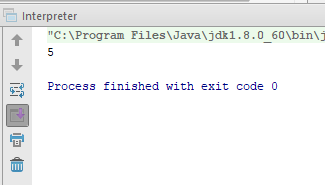 Interpreter
"C:\Program Files\Java\jdk1.8.0_60\bin\j
5
Process finished with exit code 0